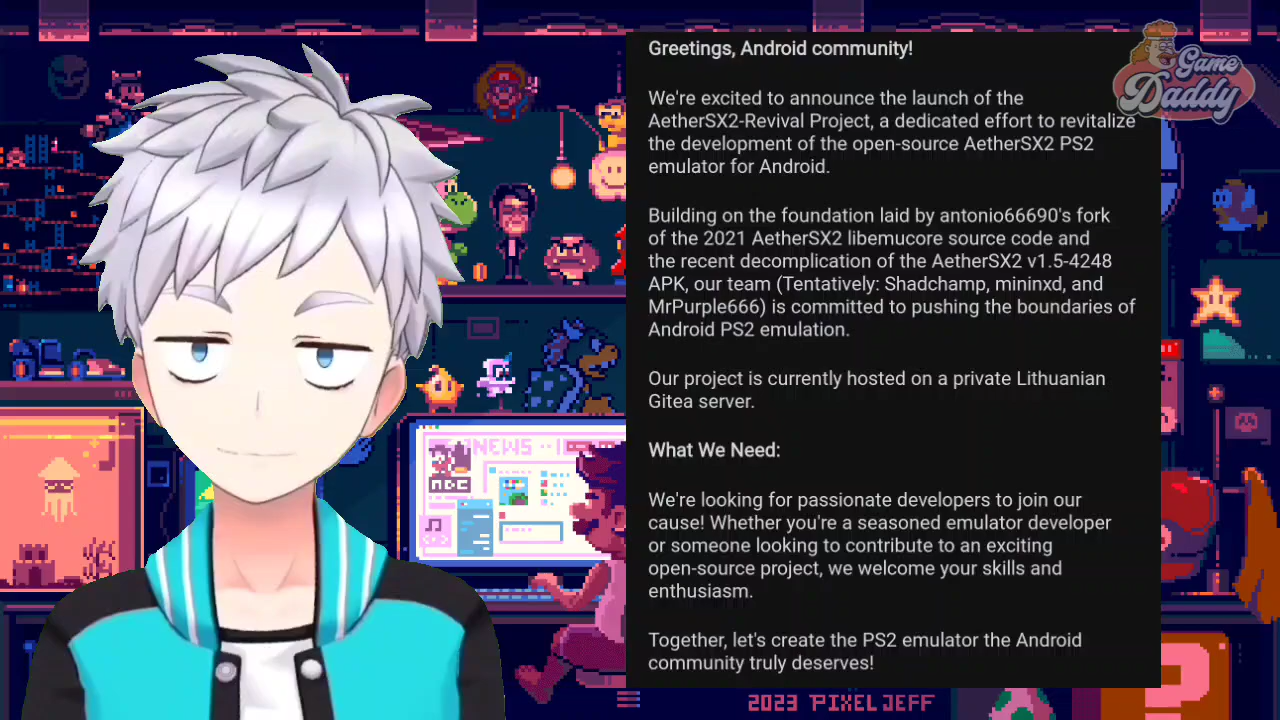 Greetings, Android community!
Game
Daddy
We're excited to announce the launch of the
AetherSX2-Revival Project, a dedicated effort to revitalize
the development of the open-source AetherSX2 PS2
emulator for Android.
Building on the foundation laid by antonio66690's fork
of the 2021 AetherSX2 libemucore source code and
the recent decomplication of the AetherSX2 v1.5-4248
APK, our team (Tentatively: Shadchamp, mininxd, and
MrPurple666) is committed to pushing the boundaries of
Android PS2 emulation.
Our project is currently hosted on a private Lithuanian
Gitea server.
What We Need:
NEWS
We're looking for passionate developers to join our
cause! Whether you're a seasoned emulator developer
or someone looking to contribute to an exciting
open-source project, we welcome your skills and
enthusiasm.
Together, let's create the PS2 emulator the Android
community truly deserves!
2023 PIXELJEFF